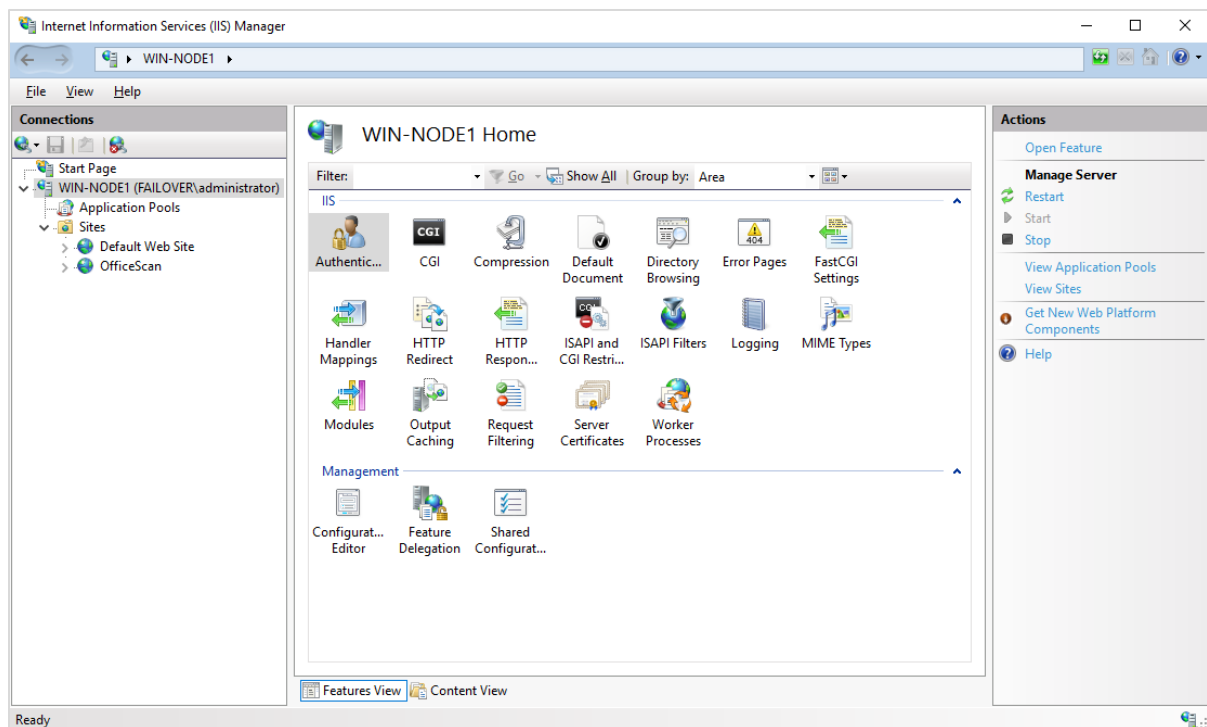 Internet Information Services (IIS) Manager
WIN-NODE1
File View Help
Connections
Start Page
WIN-NODE1 (FAILOVER\administrator)
Application Pools
Sites
Default Web Site
OfficeScan
WIN-NODE1 Home
Filter: Go Show All Group by: Area
IIS
Authentic...
CGI
CGI
Compression
Default
Document
Directory
Browsing
404
Error Pages
FastCGI
Settings
Handler
Mappings
HTTP
Redirect
HTTP
Respon...
CGI
ISAPI and
CGI Restri...
ISAPI Filters
Logging
MIME Types
Modules
Output
Caching
Request
Filtering
Server
Certificates
Worker
Processes
Management
Configurat...
Editor
Feature
Delegation
Shared
Configurat...
Features View Content View
Actions
Open Feature
Manage Server
Restart
Start
Stop
View Application Pools
View Sites
Get New Web Platform
Components
Help
Ready